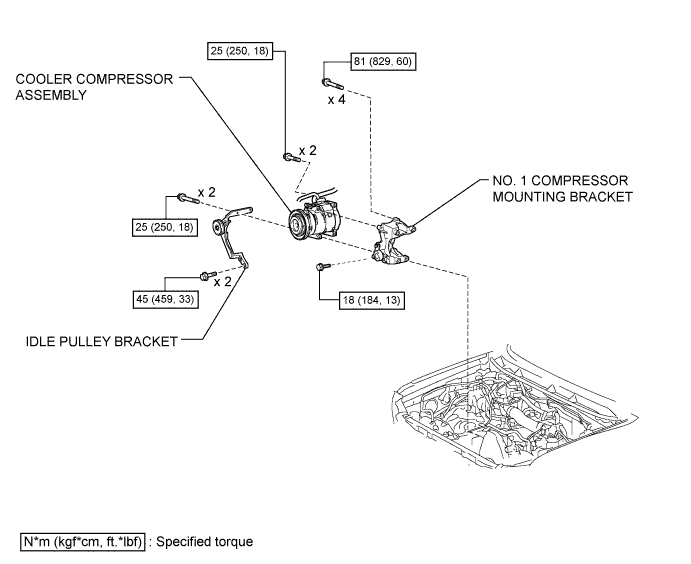 25 (250, 18)
81 (829, 60)
COOLER COMPRESSOR
ASSEMBLY
x 4
x 2
NO. 1 COMPRESSOR
MOUNTING BRACKET
x 2
25 (250, 18)
x 2
45 (459, 33)
18 (184, 13)
IDLE PULLEY BRACKET
N*m (kgf*cm, ft.*lbf) : Specified torque